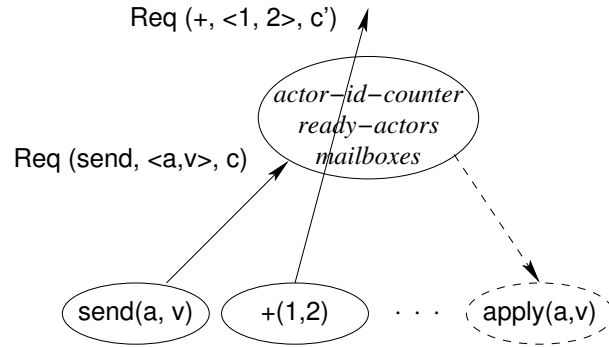 Req (+, <1, 2>, c’)
actor−id−counter
ready−actors
mailboxes
Req (send, <a,v>, c)
send(a, v)
+(1,2)
. . .
apply(a,v)